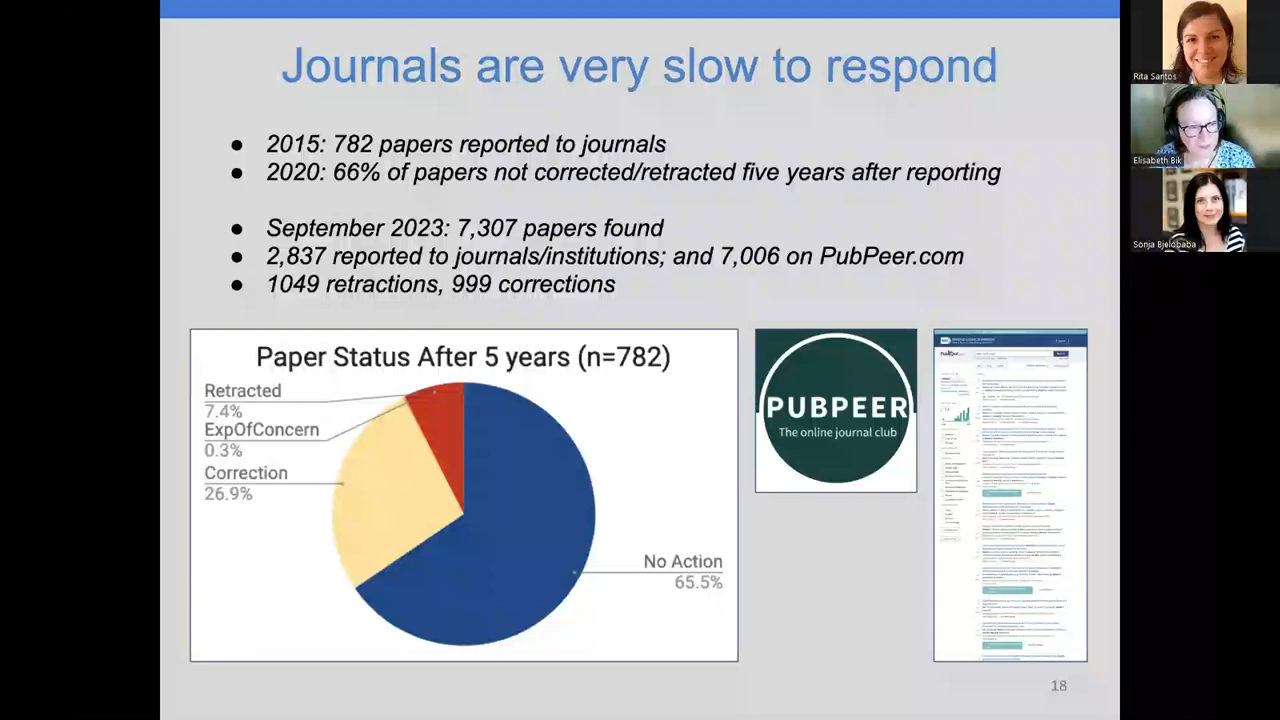 Journals are very slow to respond
● 2015: 782 papers reported to journals
● 2020: 66% of papers not corrected/retracted five years after reporting
● September 2023: 7,307 papers found
● 2,837 reported to journals/institutions; and 7,006 on PubPeer.com
● 1049 retractions, 999 corrections
Paper Status After 5 years (n=782)
Retracted
7.4%
ExpOfConcern
0.3%
Correction
26.9%
No Action
65.5%
PUBPEER
The online journal club
18
Rita Santos
Elisabeth Bik
Sonja Bjelobaba